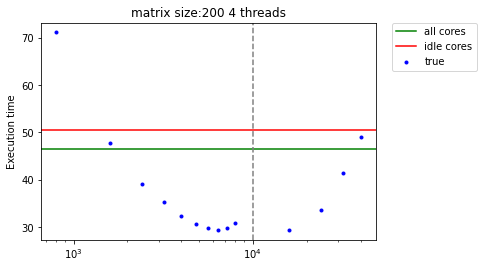 matrix size:200 4 threads
70
60
50
40
30
Execution time
10³
10⁴
all cores
idle cores
true